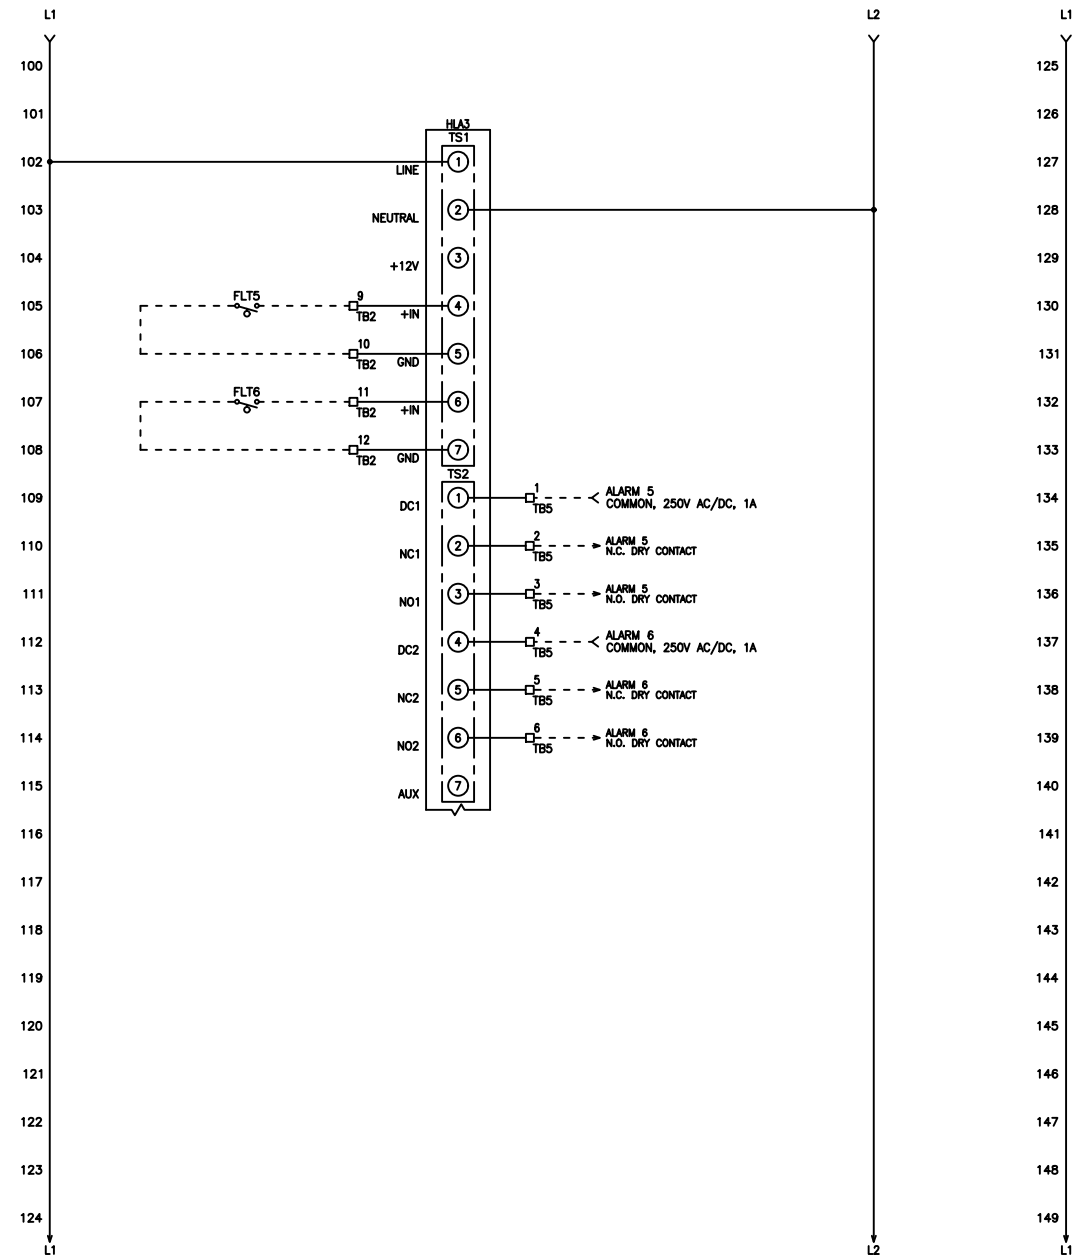 L1 L2 L1
100 125
101 126
HLA3
TS1
102 LINE 1 127
103 NEUTRAL 2 128
104 +12V 3 129
FLT5 9
105 TB2 +IN 4 130
10
106 TB2 GND 5 131
FLT6 11
107 TB2 +IN 6 132
12
108 TB2 GND 7 133
TS2
109 DC1 1 1 TB5 ALARM 5 134
COMMON, 250V AC/DC, 1A
110 NC1 2 2 TB5 ALARM 5 135
N.C. DRY CONTACT
111 NO1 3 3 TB5 ALARM 5 136
N.O. DRY CONTACT
112 DC2 4 4 TB5 ALARM 6 137
COMMON, 250V AC/DC, 1A
113 NC2 5 5 TB5 ALARM 6 138
N.C. DRY CONTACT
114 NO2 6 6 TB5 ALARM 6 139
N.O. DRY CONTACT
115 AUX 7 140
116 141
117 142
118 143
119 144
120 145
121 146
122 147
123 148
124 149
L1 L2 L1